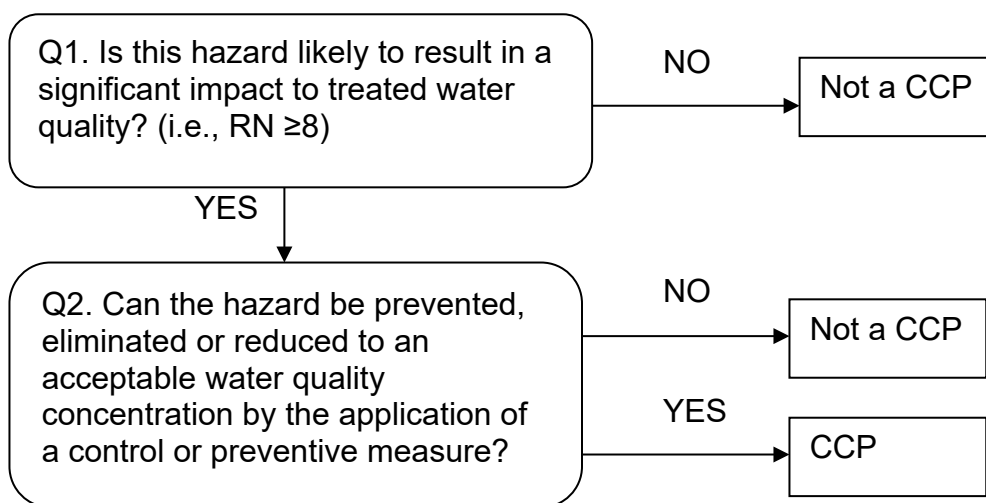 Q1. Is this hazard likely to result in a
significant impact to treated water
quality? (i.e., RN ≥8)
NO
Not a CCP
YES
Q2. Can the hazard be prevented,
eliminated or reduced to an
acceptable water quality
concentration by the application of
a control or preventive measure?
NO
Not a CCP
YES
CCP